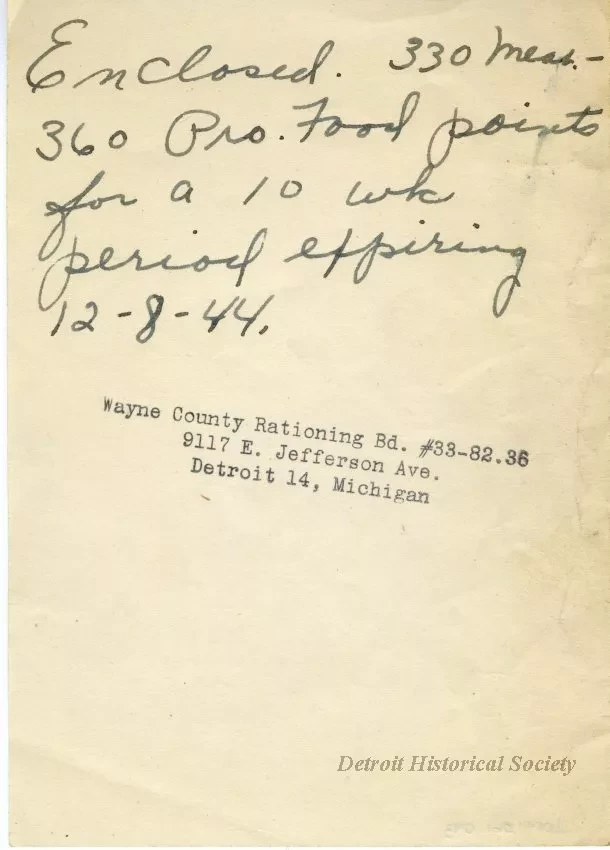 Enclosed. 330 Meat.-
360 Pro. Food points
for a 10 wk
period expiring
12-8-44.
Wayne County Rationing Bd. #33-82.36
9117 E. Jefferson Ave.
Detroit 14, Michigan
Detroit Historical Society